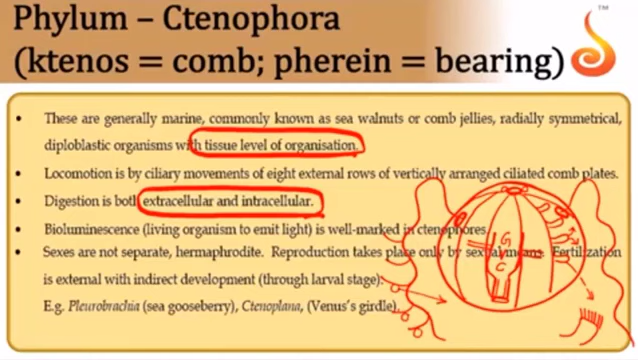 Phylum – Ctenophora
(ktenos = comb; pherein = bearing)
TM
• These are generally marine, commonly known as sea walnuts or comb jellies, radially symmetrical,
diploblastic organisms with tissue level of organisation.
• Locomotion is by ciliary movements of eight external rows of vertically arranged ciliated comb plates.
• Digestion is both extracellular and intracellular.
• Bioluminescence (living organism to emit light) is well-marked in ctenophores.
• Sexes are not separate, hermaphrodite. Reproduction takes place only by sexual means. Fertilization
is external with indirect development (through larval stage).
E.g. Pleurobrachia (sea gooseberry), Ctenoplana, (Venus's girdle).
G
C